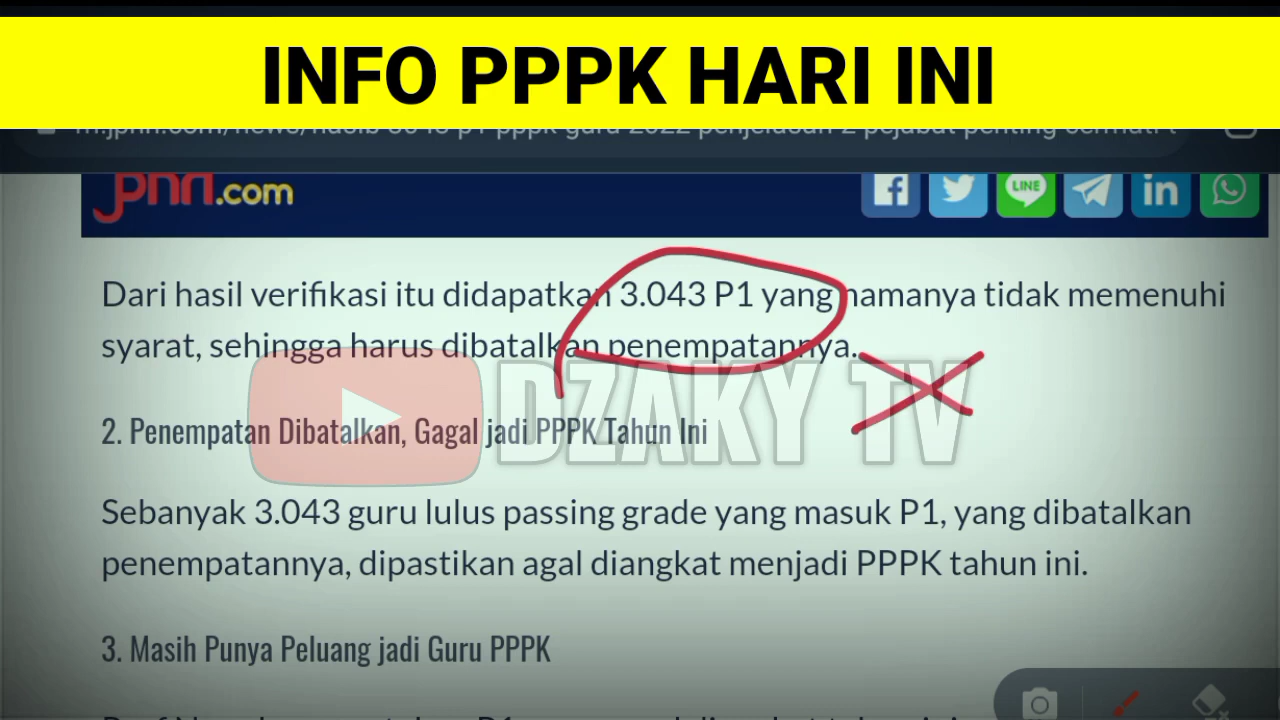 INFO PPPK HARI INI
jpnn.com
LINE
Dari hasil verifikasi itu didapatkan 3.043 P1 yang namanya tidak memenuhi
syarat, sehingga harus dibatalkan penempatannya.
DZAKY TV
2. Penempatan Dibatalkan, Gagal jadi PPPK Tahun Ini
Sebanyak 3.043 guru lulus passing grade yang masuk P1, yang dibatalkan
penempatannya, dipastikan agal diangkat menjadi PPPK tahun ini.
3. Masih Punya Peluang jadi Guru PPPK